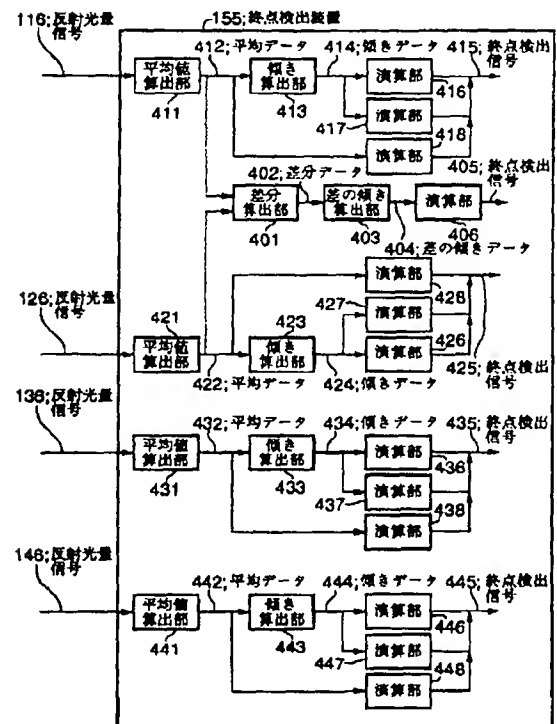 155;終点検出装置
116;反射光量
信号
412;平均データ
414;傾きデータ
415;終点
検出
信号
平均値
算出部
411
傾き
算出部
413
演算部
416
417
演算部
418
演算部
402;差分データ
405;終点
検出
信号
差分
算出部
401
差の傾き
算出部
403
演算部
406
404;差の傾きデータ
演算部
428
126;反射光量
信号
421
平均値
算出部
423
傾き
算出部
427
演算部
426
演算部
422;平均データ
424;傾きデータ
425;終点
検出
信号
136;反射光量
信号
432;平均データ
434;傾きデータ
435;終点
検出
信号
平均値
算出部
431
傾き
算出部
433
演算部
436
437
演算部
438
演算部
146;反射光量
信号
442;平均データ
444;傾きデータ
445;終点
検出
信号
平均値
算出部
441
傾き
算出部
443
演算部
446
447
演算部
448
演算部